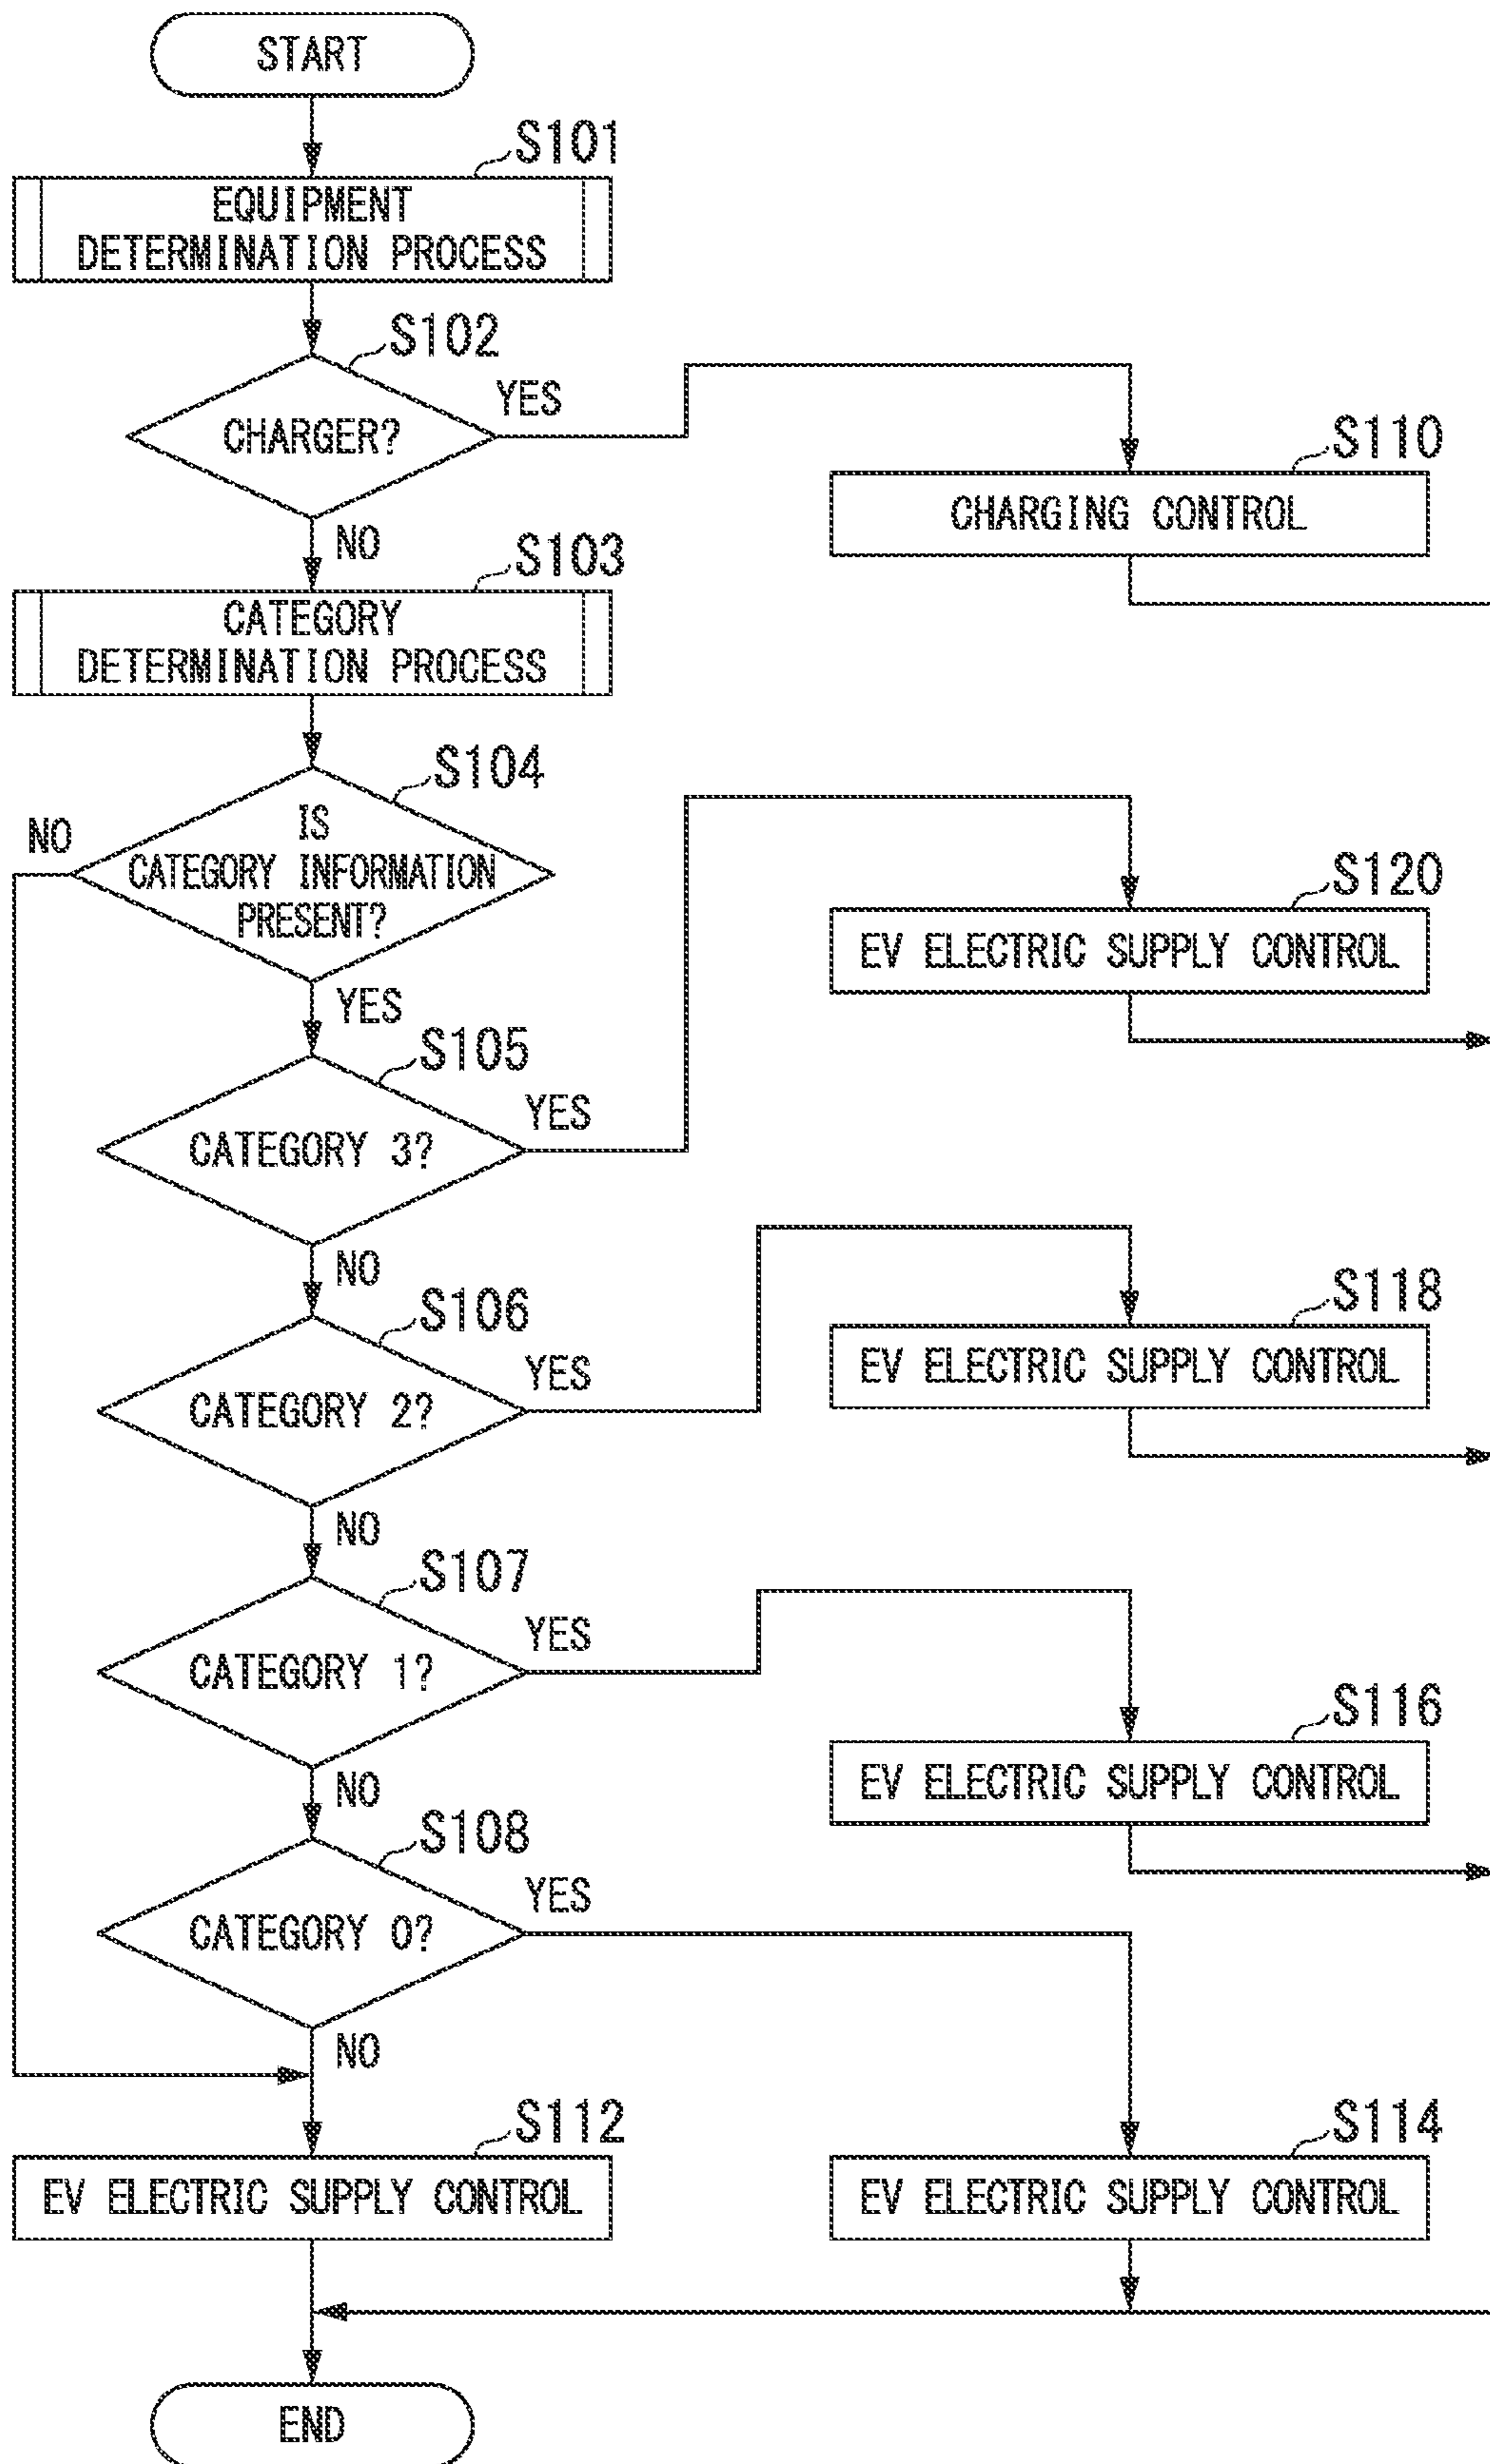 START
S101
EQUIPMENT
DETERMINATION PROCESS
S102
CHARGER?
YES
NO
S110
CHARGING CONTROL
S103
CATEGORY
DETERMINATION PROCESS
S104
IS
CATEGORY INFORMATION
PRESENT?
NO
YES
S120
EV ELECTRIC SUPPLY CONTROL
S105
CATEGORY 3?
YES
NO
S106
CATEGORY 2?
YES
NO
S118
EV ELECTRIC SUPPLY CONTROL
S107
CATEGORY 1?
YES
NO
S116
EV ELECTRIC SUPPLY CONTROL
S108
CATEGORY 0?
YES
NO
S112
EV ELECTRIC SUPPLY CONTROL
S114
EV ELECTRIC SUPPLY CONTROL
END